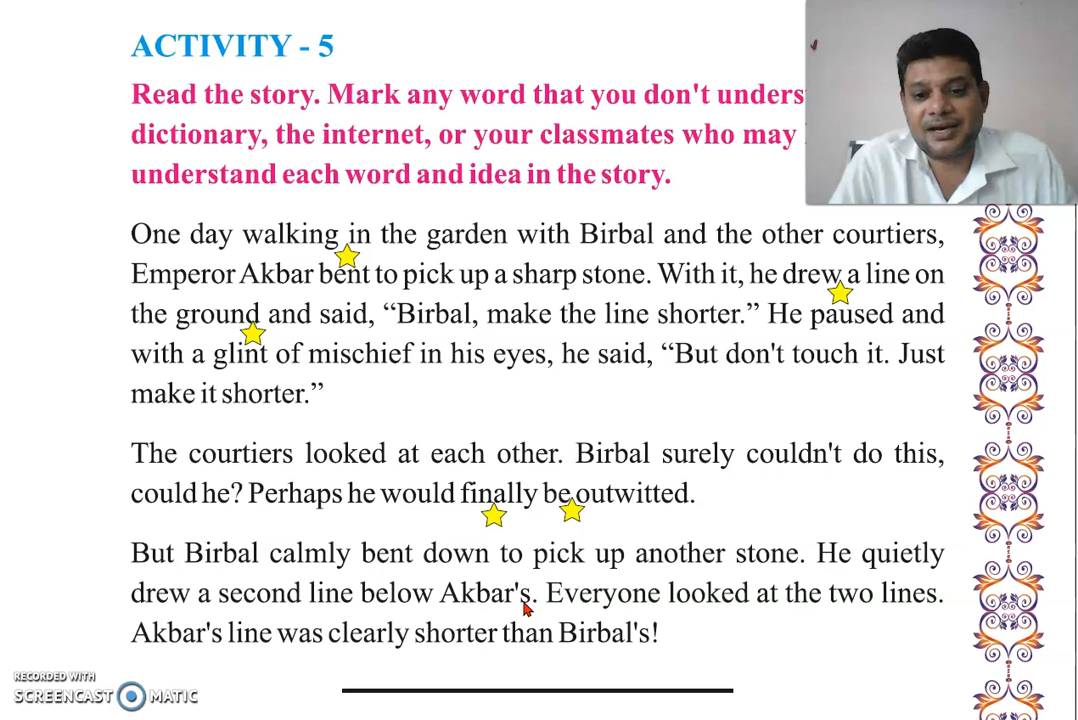 ACTIVITY - 5
Read the story. Mark any word that you don't
dictionary, the internet, or your classmates who may
understand each word and idea in the story.
One day walking in the garden with Birbal and the other courtiers,
Emperor Akbar bent to pick up a sharp stone. With it, he drew a line on
the ground and said, “Birbal, make the line shorter.” He paused and
with a glint of mischief in his eyes, he said, “But don't touch it. Just
make it shorter.”
The courtiers looked at each other. Birbal surely couldn't do this,
could he? Perhaps he would finally be outwitted.
But Birbal calmly bent down to pick up another stone. He quietly
drew a second line below Akbar's. Everyone looked at the two lines.
Akbar's line was clearly shorter than Birbal's!
RECORDED WITH
SCREENCAST MATIC